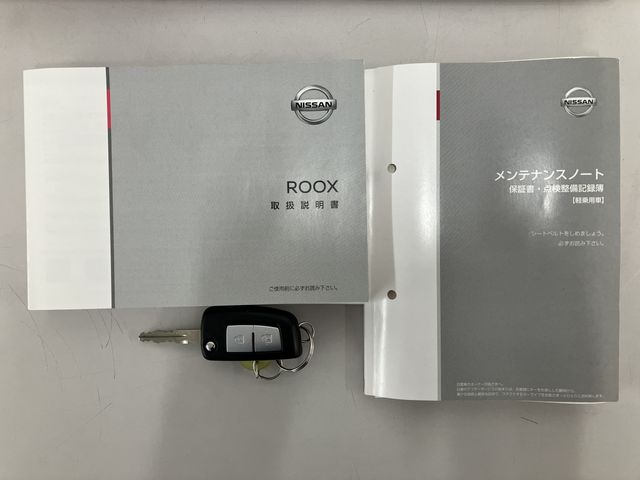 NISSAN
ROOX
取扱説明書
ご使用前に必ずお読み下さい。
NISSAN
メンテナンスノート
保証書・点検整備記録簿
【軽乗用車】
シートベルトをしめましょう。
必ずお読み下さい。